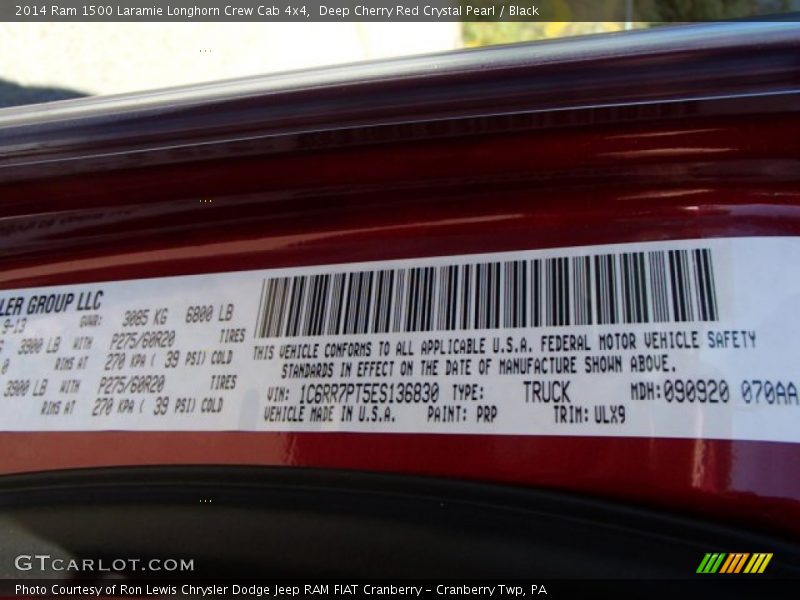 2014 Ram 1500 Laramie Longhorn Crew Cab 4x4, Deep Cherry Red Crystal Pearl / Black
LER GROUP LLC
9-13 GVWR: 3085 KG 6800 LB
3900 LB WITH P275/60R20 TIRES
RIMS AT 270 KPA ( 39 PSI) COLD
3900 LB WITH P275/60R20 TIRES
RIMS AT 270 KPA ( 39 PSI) COLD
THIS VEHICLE CONFORMS TO ALL APPLICABLE U.S.A. FEDERAL MOTOR VEHICLE SAFETY
STANDARDS IN EFFECT ON THE DATE OF MANUFACTURE SHOWN ABOVE.
VIN: 1C6RR7PT5ES136830 TYPE: TRUCK MDH:090920 070AA
VEHICLE MADE IN U.S.A. PAINT: PRP TRIM: ULX9
GTCARLOT.COM
Photo Courtesy of Ron Lewis Chrysler Dodge Jeep RAM FIAT Cranberry - Cranberry Twp, PA